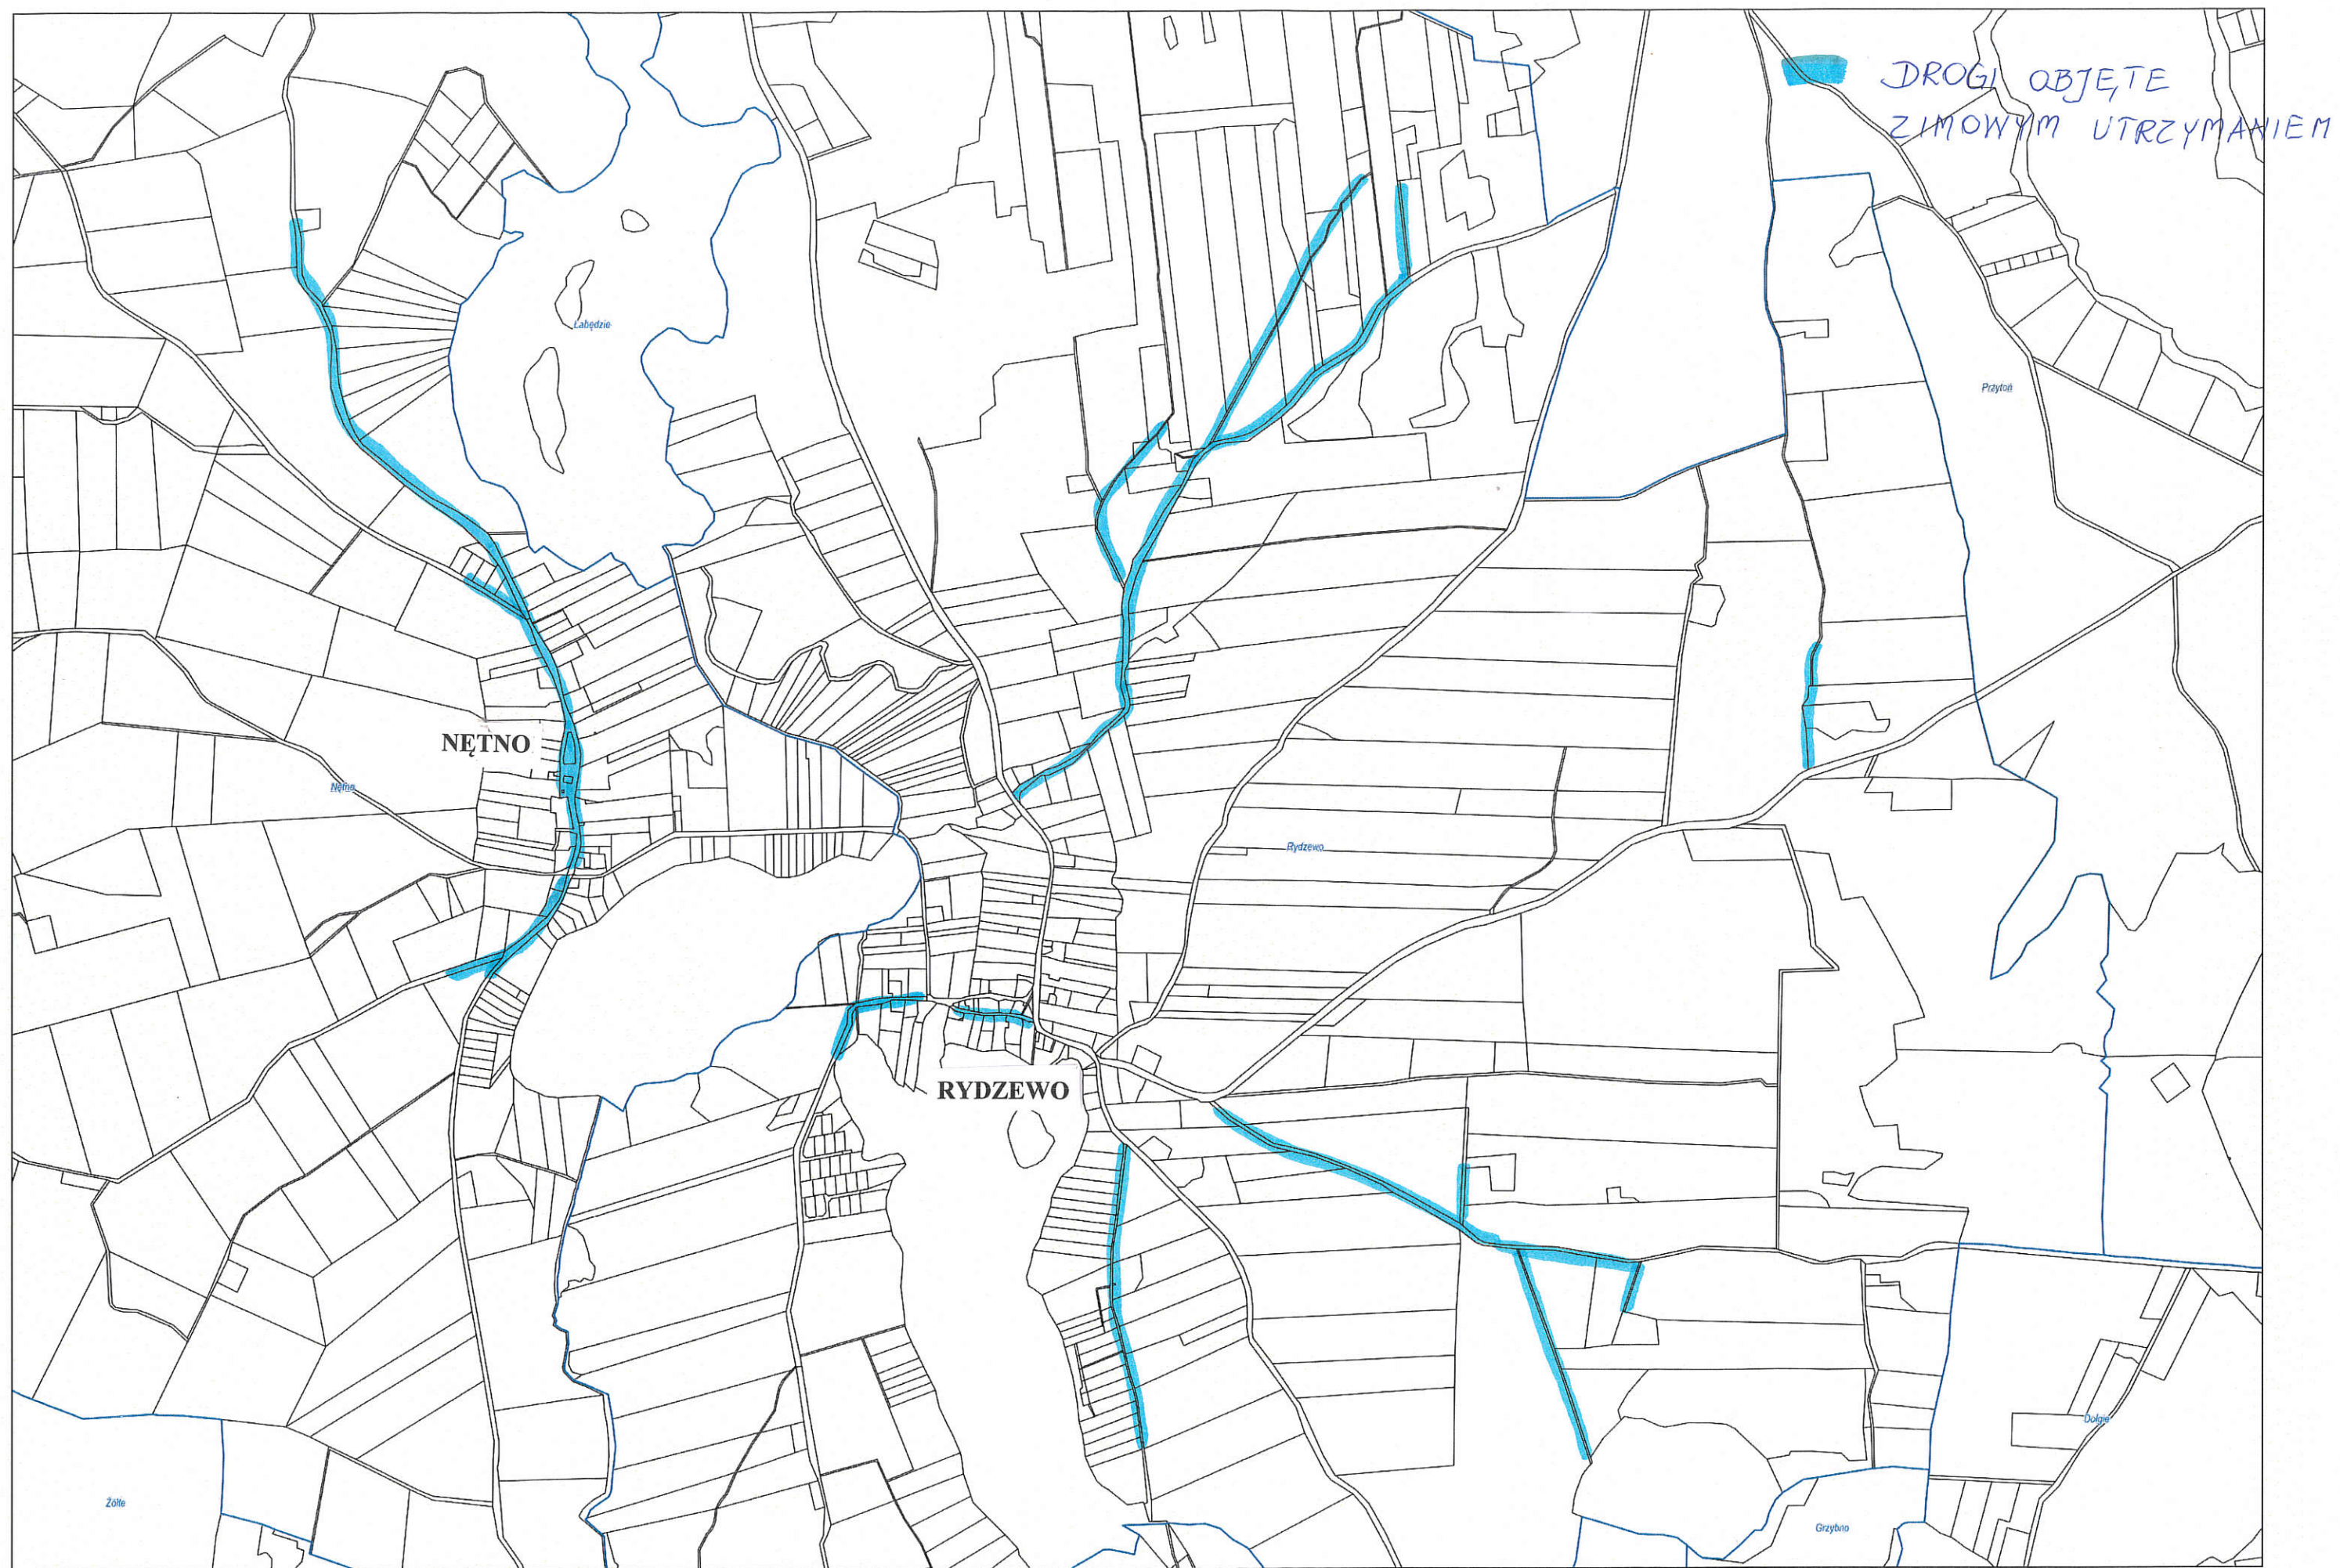 DROGI OBJĘTE
ZIMOWYM UTRZYMANIEM
Łabędzie
Przytoń
NĘTNO
Nętno
Rydzewo
RYDZEWO
Dołgie
Żółte
Grzybno